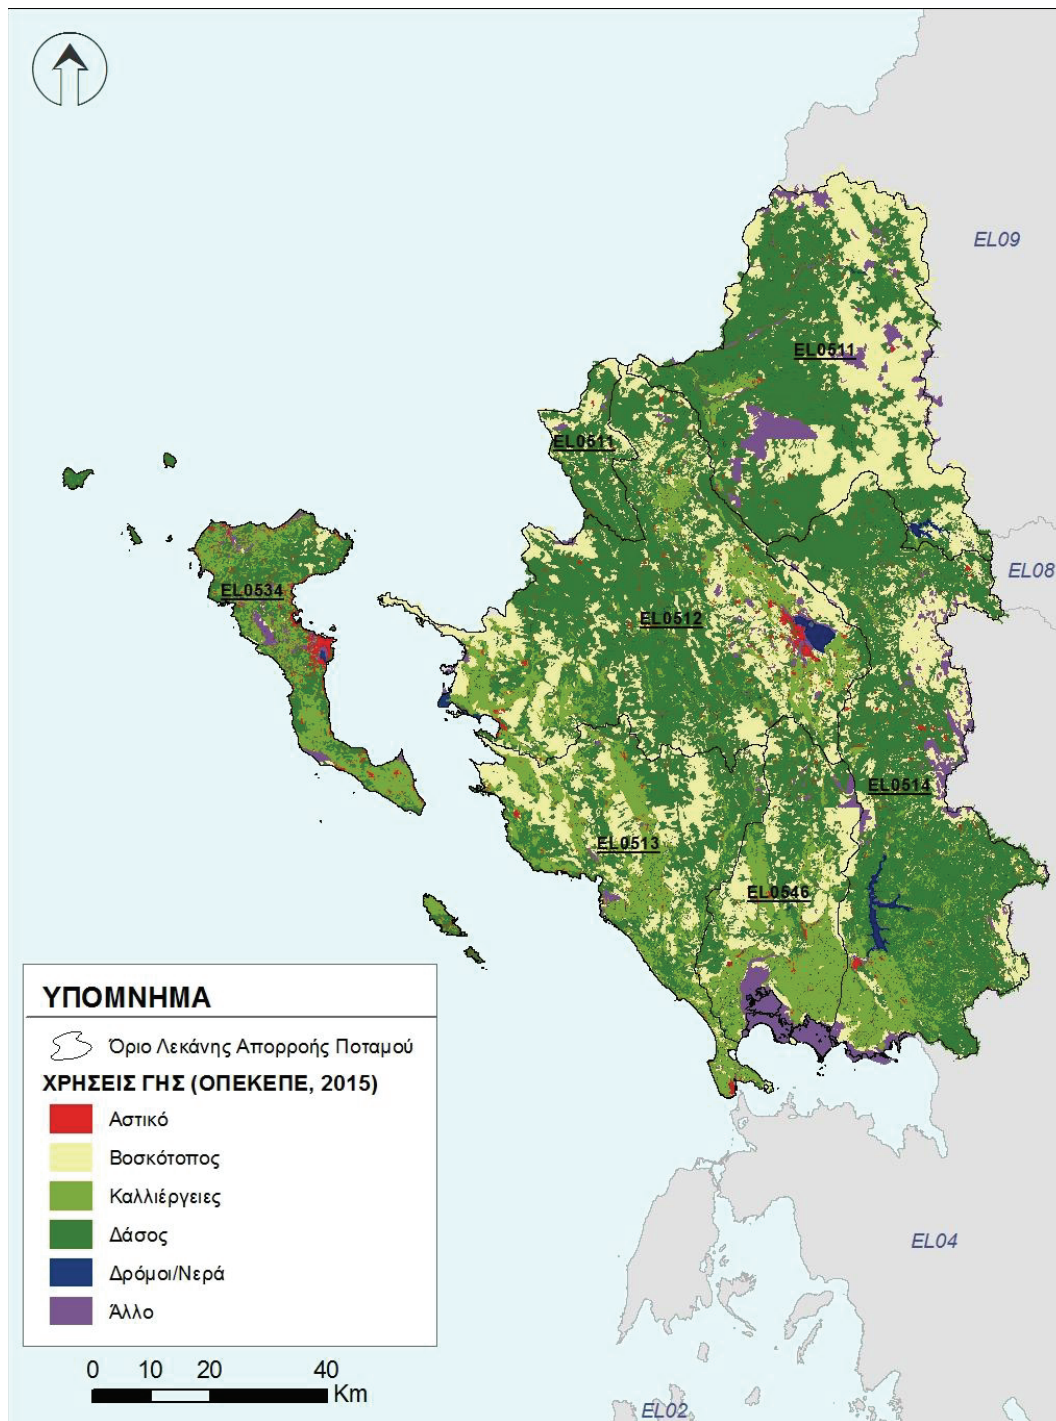 EL09
EL0511
EL0511
EL08
EL0534
EL0512
EL0514
EL0513
EL0546
ΥΠΟΜΝΗΜΑ
Όριο Λεκάνης Απορροής Ποταμού
ΧΡΗΣΕΙΣ ΓΗΣ (ΟΠΕΚΕΠΕ, 2015)
Αστικό
Βοσκότοπος
Καλλιέργειες
Δάσος
Δρόμοι/Νερά
Άλλο
EL04
0 10 20 40
Km
EL02